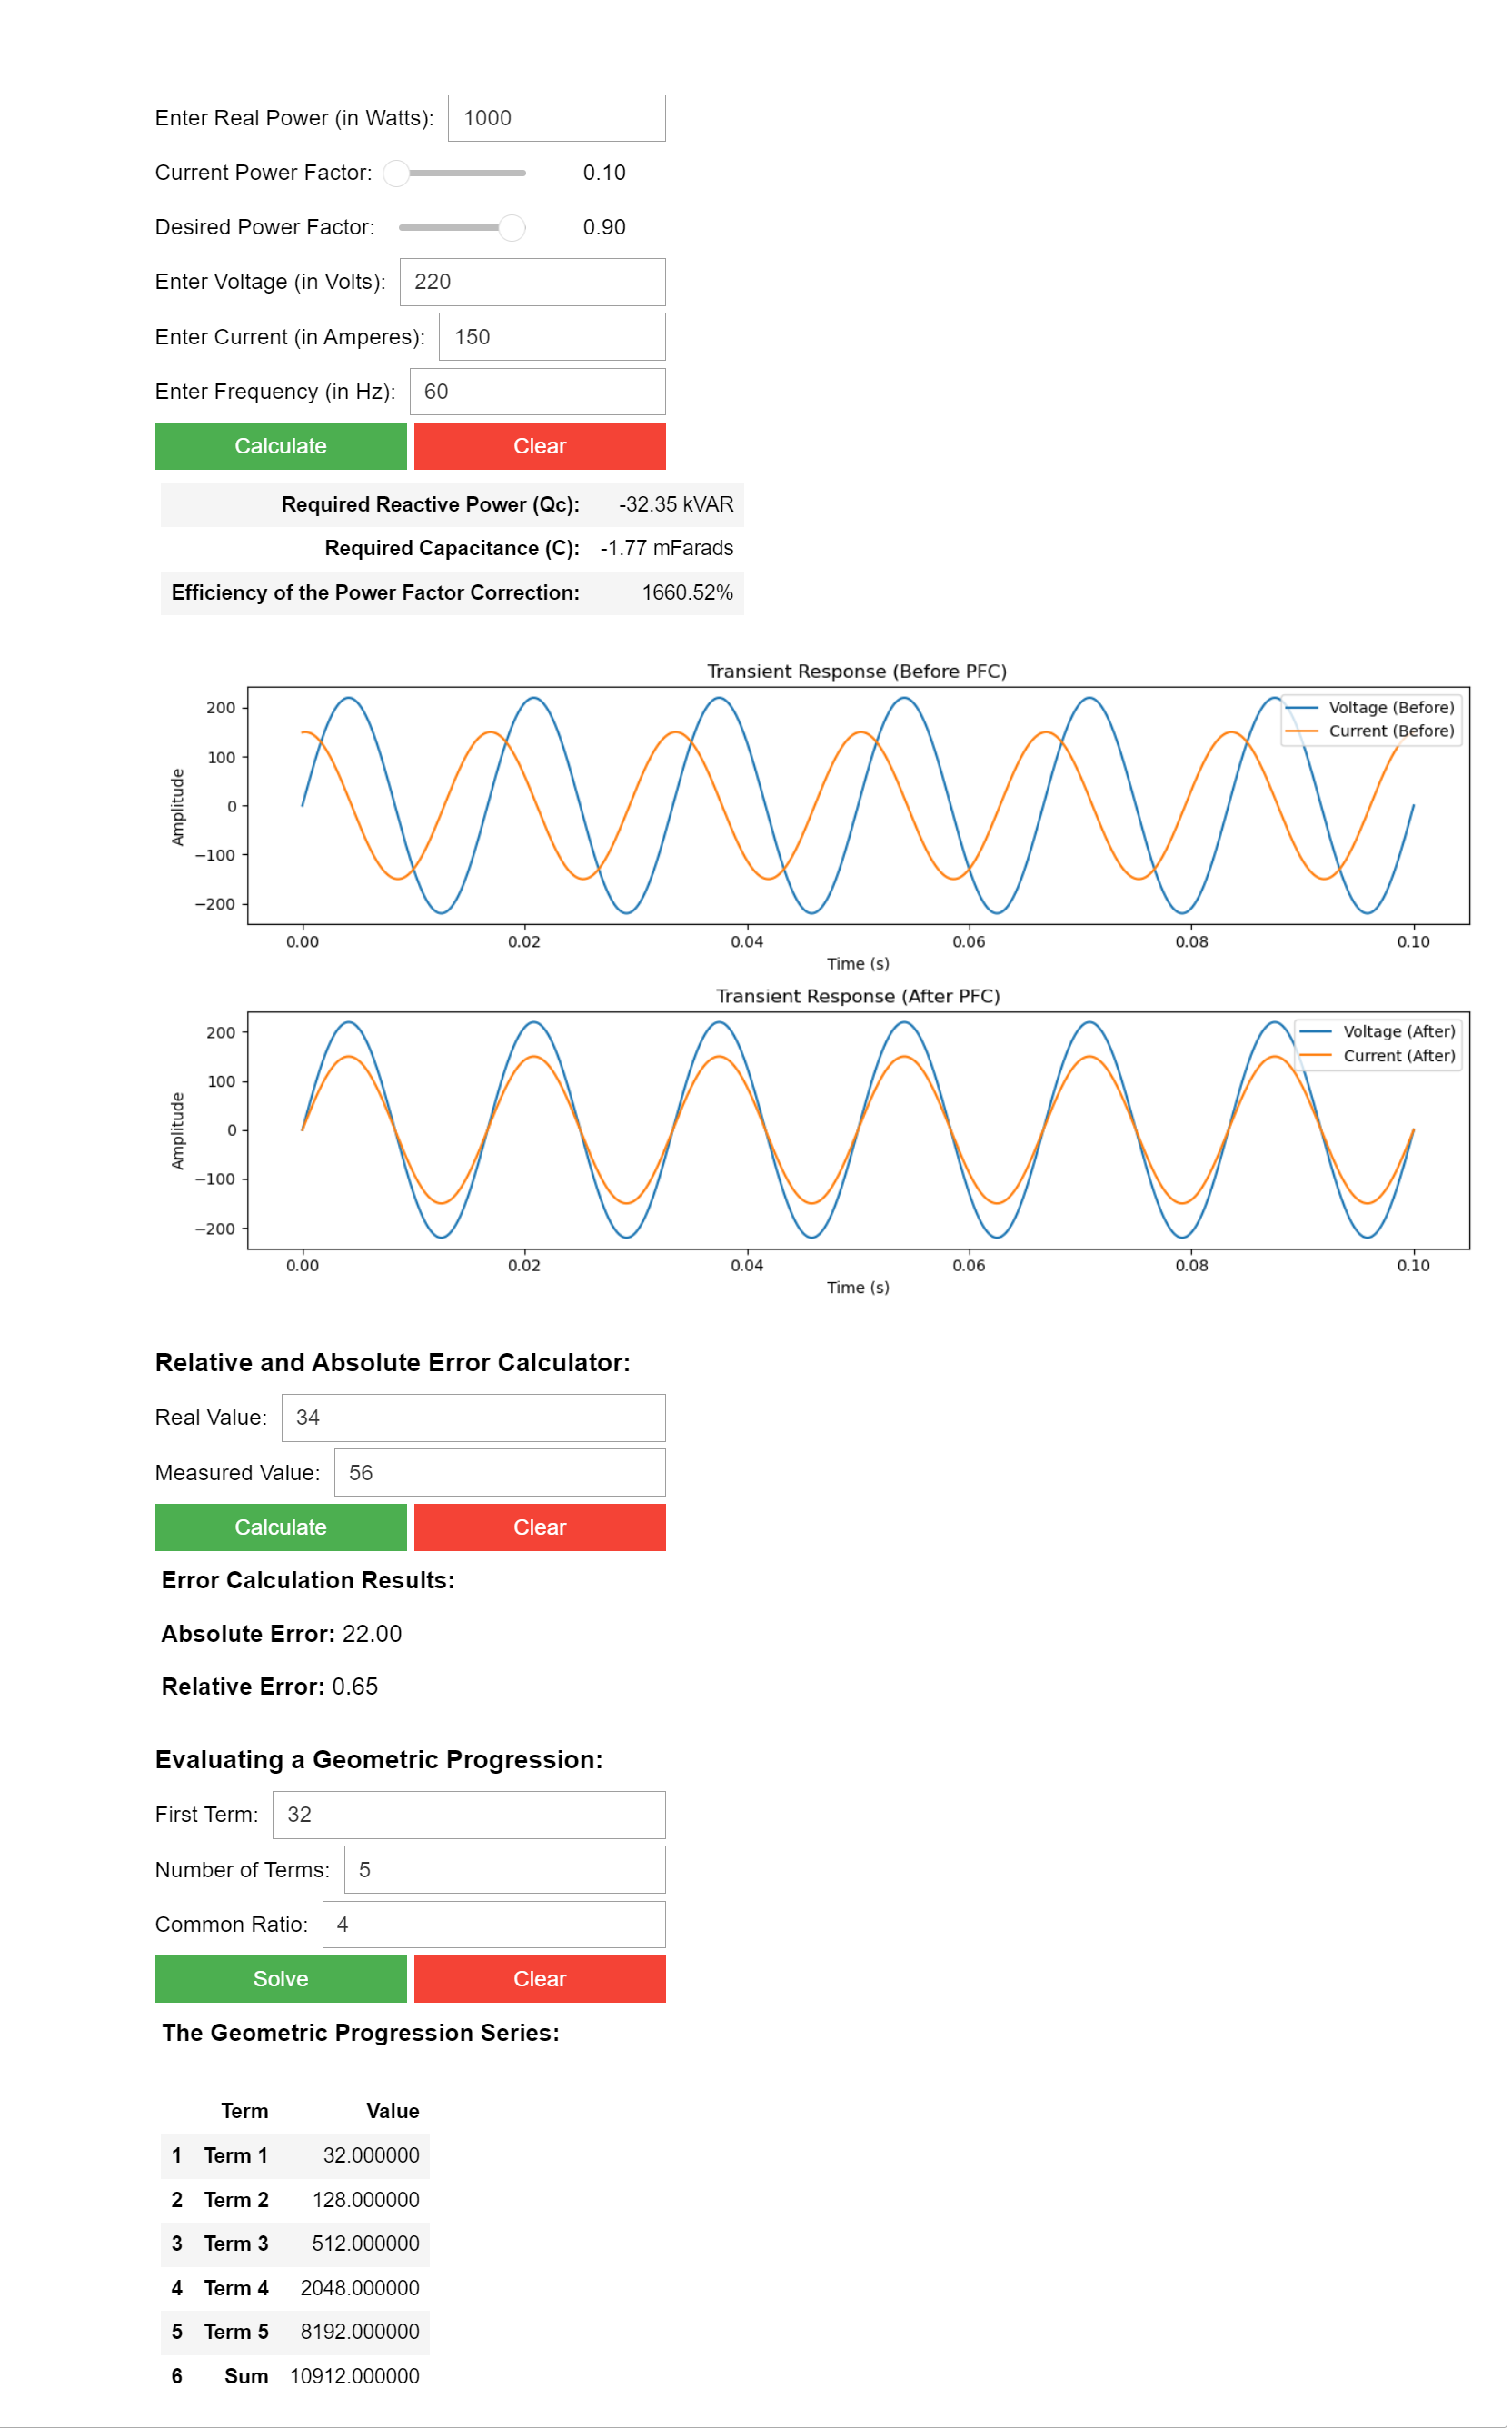 Enter Real Power (in Watts): 1000
Current Power Factor: 0.10
Desired Power Factor: 0.90
Enter Voltage (in Volts): 220
Enter Current (in Amperes): 150
Enter Frequency (in Hz): 60
Calculate Clear
Required Reactive Power (Qc): -32.35 kVAR
Required Capacitance (C): -1.77 mFarads
Efficiency of the Power Factor Correction: 1660.52%
Transient Response (Before PFC)
Voltage (Before)
Current (Before)
Amplitude
200
100
0
−100
−200
0.00 0.02 0.04 0.06 0.08 0.10
Time (s)
Transient Response (After PFC)
Voltage (After)
Current (After)
Amplitude
200
100
0
−100
−200
0.00 0.02 0.04 0.06 0.08 0.10
Time (s)
Relative and Absolute Error Calculator:
Real Value: 34
Measured Value: 56
Calculate Clear
Error Calculation Results:
Absolute Error: 22.00
Relative Error: 0.65
Evaluating a Geometric Progression:
First Term: 32
Number of Terms: 5
Common Ratio: 4
Solve Clear
The Geometric Progression Series:
Term Value
1 Term 1 32.000000
2 Term 2 128.000000
3 Term 3 512.000000
4 Term 4 2048.000000
5 Term 5 8192.000000
6 Sum 10912.000000